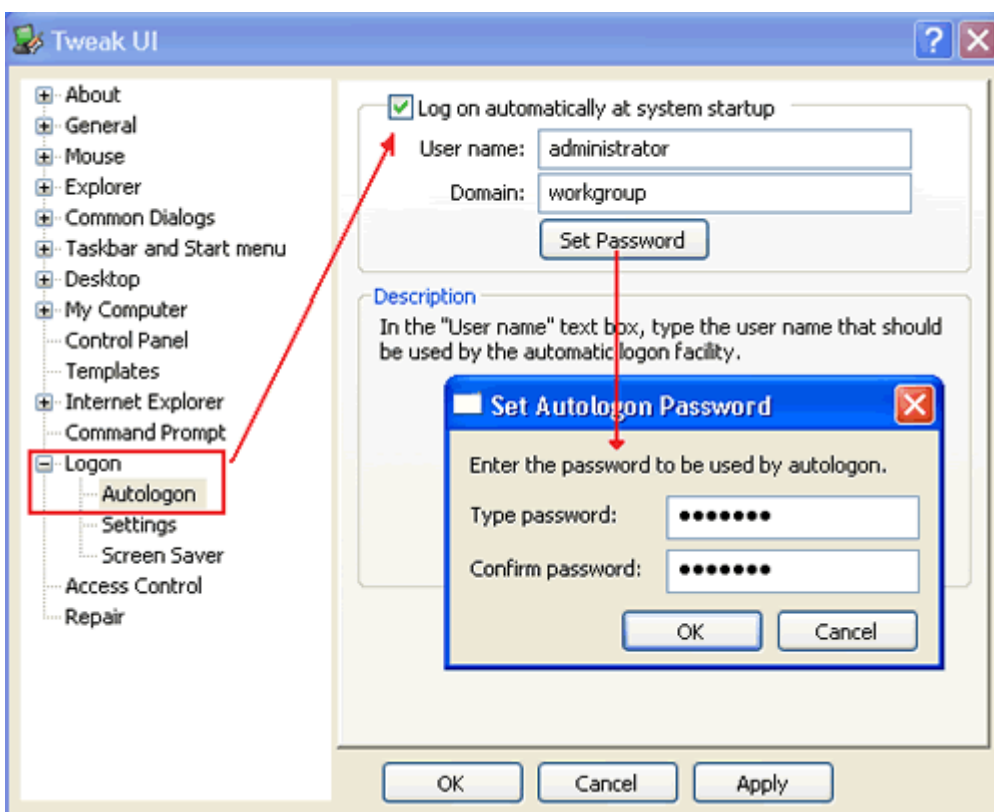 Tweak UI
About
General
Mouse
Explorer
Common Dialogs
Taskbar and Start menu
Desktop
My Computer
Control Panel
Templates
Internet Explorer
Command Prompt
Logon
Autologon
Settings
Screen Saver
Access Control
Repair
Log on automatically at system startup
User name: administrator
Domain: workgroup
Set Password
Description
In the "User name" text box, type the user name that should
be used by the automatic logon facility.
Set Autologon Password
Enter the password to be used by autologon.
Type password: •••••••
Confirm password: •••••••
OK Cancel
OK Cancel Apply